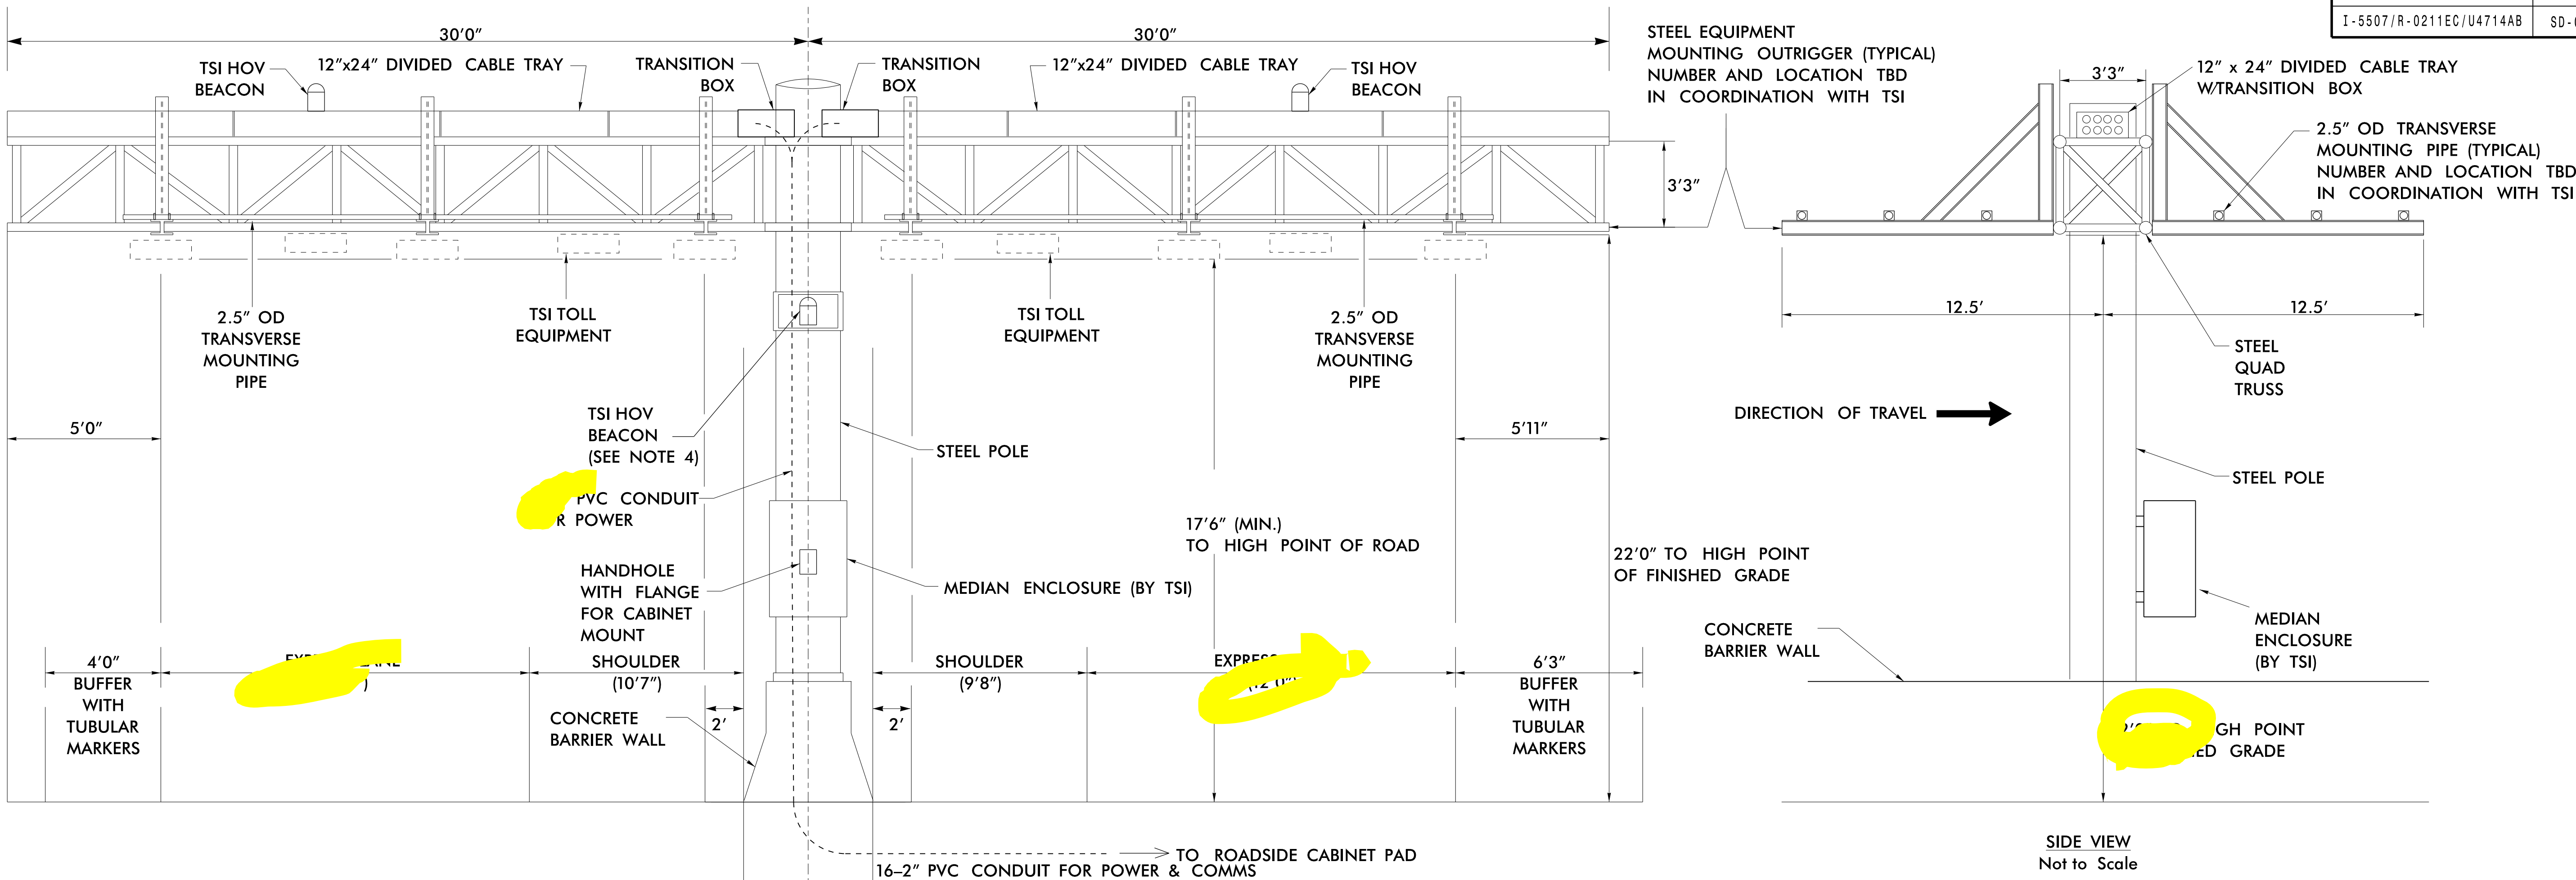 I-5507/R-0211EC/U4714AB
30'0"
30'0"
TSI HOV
BEACON
12"x24" DIVIDED CABLE TRAY
TRANSITION
BOX
TRANSITION
BOX
12"x24" DIVIDED CABLE TRAY
TSI HOV
BEACON
STEEL EQUIPMENT
MOUNTING OUTRIGGER (TYPICAL)
NUMBER AND LOCATION TBD
IN COORDINATION WITH TSI
3'3"
12" x 24" DIVIDED CABLE TRAY
W/TRANSITION BOX
2.5" OD TRANSVERSE
MOUNTING PIPE (TYPICAL)
NUMBER AND LOCATION TBD
IN COORDINATION WITH TSI
3'3"
2.5" OD
TRANSVERSE
MOUNTING
PIPE
TSI TOLL
EQUIPMENT
TSI TOLL
EQUIPMENT
2.5" OD
TRANSVERSE
MOUNTING
PIPE
12.5'
12.5'
STEEL
QUAD
TRUSS
DIRECTION OF TRAVEL
5'0"
TSI HOV
BEACON
(SEE NOTE 4)
STEEL POLE
5'11"
STEEL POLE
PVC CONDUIT
POWER
17'6" (MIN.)
TO HIGH POINT OF ROAD
22'0" TO HIGH POINT
OF FINISHED GRADE
HANDHOLE
WITH FLANGE
FOR CABINET
MOUNT
MEDIAN ENCLOSURE (BY TSI)
MEDIAN
ENCLOSURE
(BY TSI)
CONCRETE
BARRIER WALL
4'0"
BUFFER
WITH
TUBULAR
MARKERS
SHOULDER
(10'7")
SHOULDER
(9'8")
6'3"
BUFFER
WITH
TUBULAR
MARKERS
CONCRETE
BARRIER WALL
2'
2'
POINT
GRADE
TO ROADSIDE CABINET PAD
16–2" PVC CONDUIT FOR POWER & COMMS
SIDE VIEW
Not to Scale